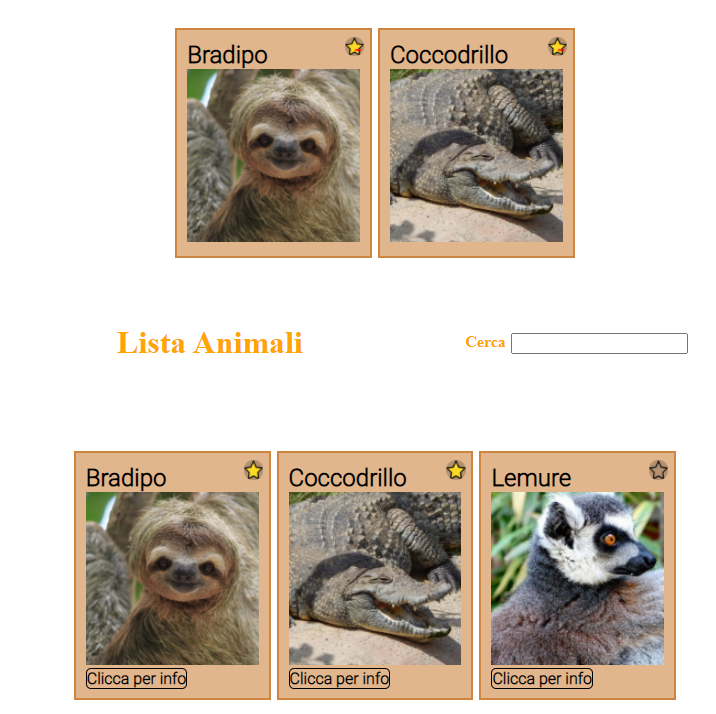 Bradipo
Coccodrillo
Lista Animali
Cerca
Bradipo
Coccodrillo
Lemure
Clicca per info
Clicca per info
Clicca per info